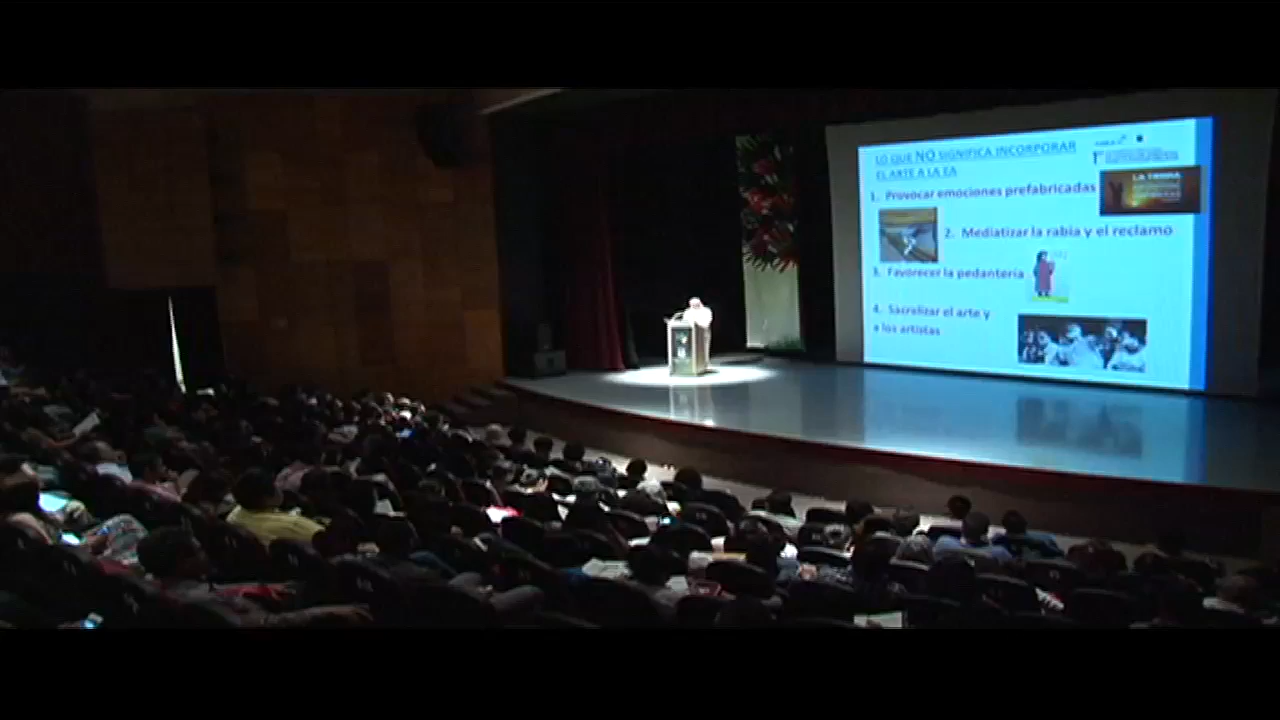 LO QUE NO SIGNIFICA INCORPORAR
EL ARTE A LA EA
1. Provocar emociones prefabricadas
LA TIERRA
2. Mediatizar la rabia y el reclamo
3. Favorecer la pedantería
4. Sacralizar el arte y
a los artistas